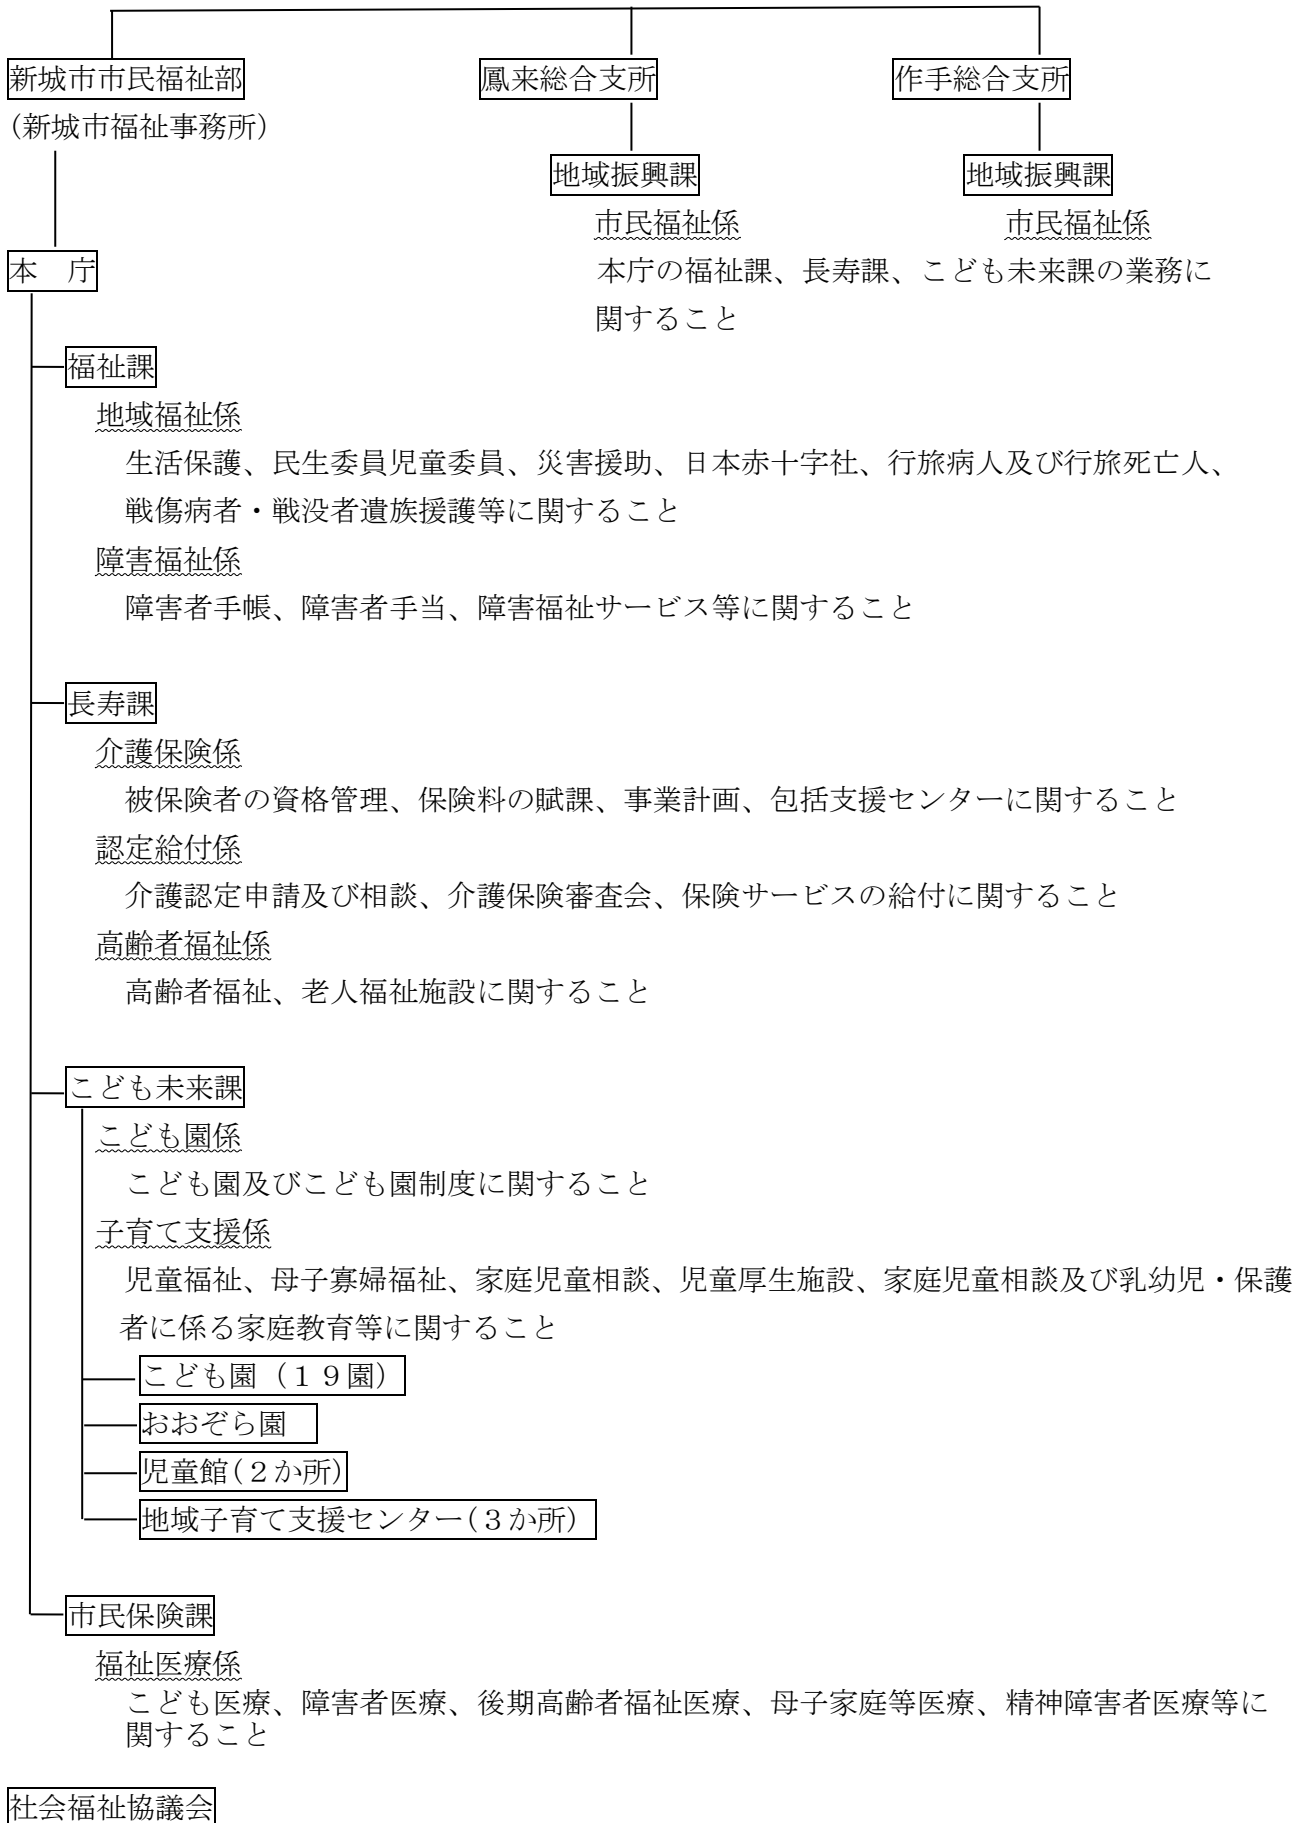 新城市市民福祉部　鳳来総合支所　作手総合支所
(新城市福祉事務所)
地域振興課　地域振興課
市民福祉係　市民福祉係
本　庁　本庁の福祉課、長寿課、こども未来課の業務に
関すること
福祉課
地域福祉係
生活保護、民生委員児童委員、災害援助、日本赤十字社、行旅病人及び行旅死亡人、
戦傷病者・戦没者遺族援護等に関すること
障害福祉係
障害者手帳、障害者手当、障害福祉サービス等に関すること
長寿課
介護保険係
被保険者の資格管理、保険料の賦課、事業計画、包括支援センターに関すること
認定給付係
介護認定申請及び相談、介護保険審査会、保険サービスの給付に関すること
高齢者福祉係
高齢者福祉、老人福祉施設に関すること
こども未来課
こども園係
こども園及びこども園制度に関すること
子育て支援係
児童福祉、母子寡婦福祉、家庭児童相談、児童厚生施設、家庭児童相談及び乳幼児・保護
者に係る家庭教育等に関すること
こども園（１９園）
おおぞら園
児童館(２か所)
地域子育て支援センター(３か所)
市民保険課
福祉医療係
こども医療、障害者医療、後期高齢者福祉医療、母子家庭等医療、精神障害者医療等に
関すること
社会福祉協議会